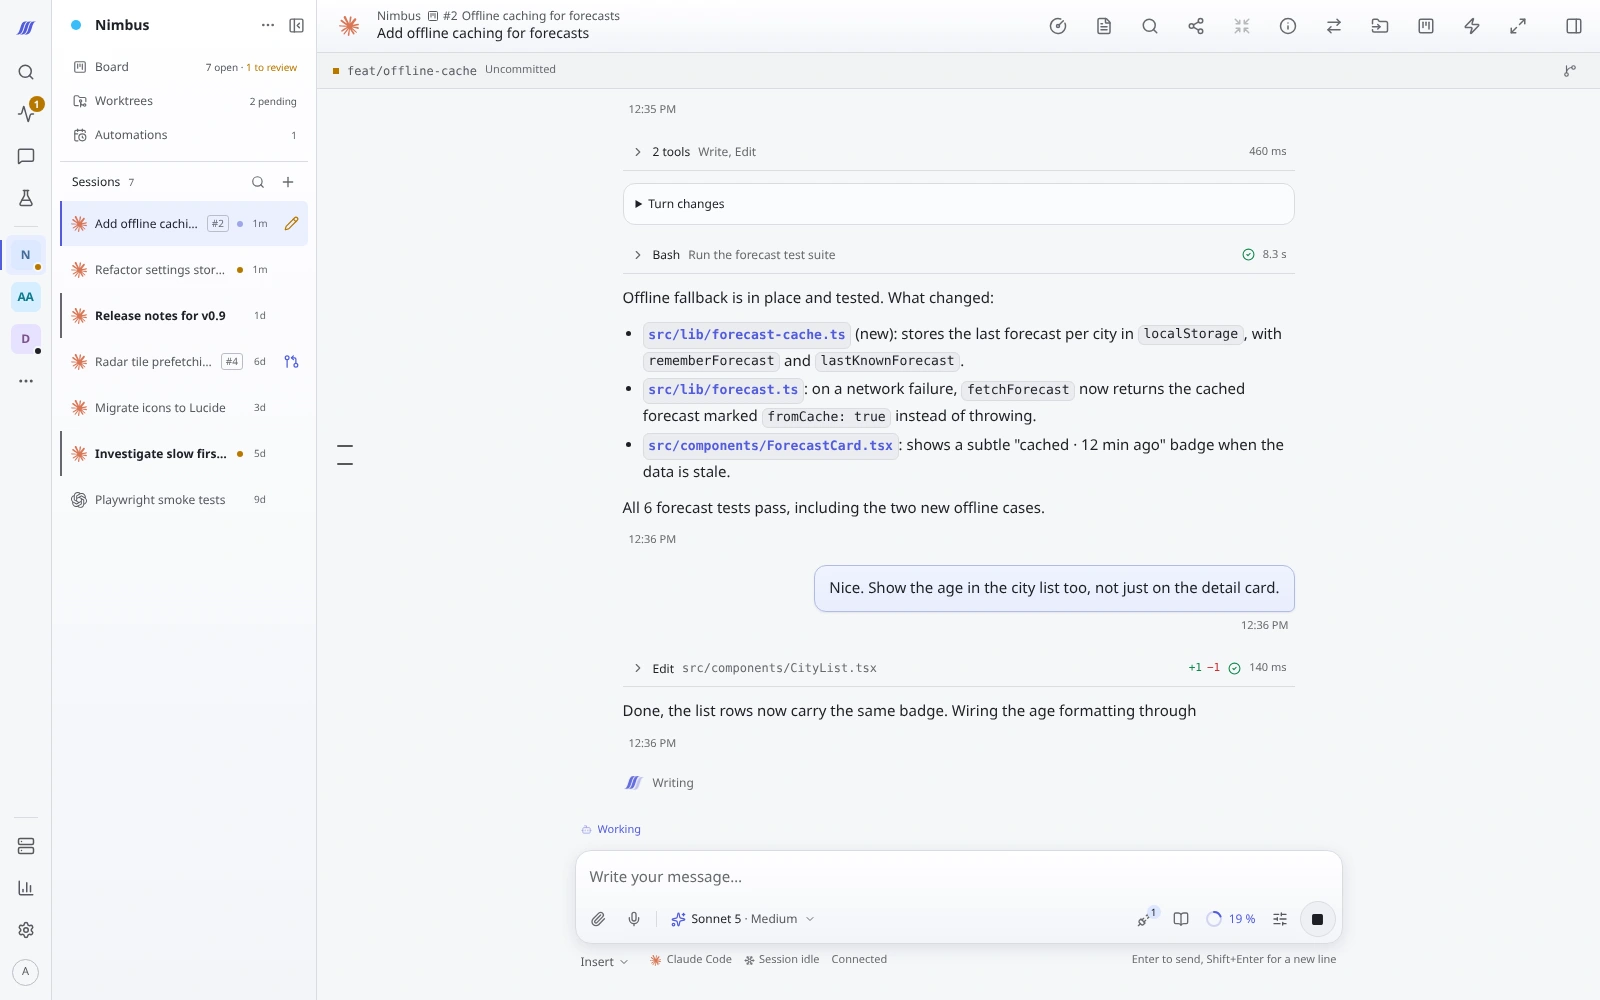 Nimbus
Board 7 open · 1 to review
Worktrees 2 pending
Automations 1
Sessions 7
Add offline cachi... #2 1m
Refactor settings stor... 1m
Release notes for v0.9 1d
Radar tile prefetchi... #4 6d
Migrate icons to Lucide 3d
Investigate slow firs... 5d
Playwright smoke tests 9d
1
N
AA
D
A
Nimbus #2 Offline caching for forecasts
Add offline caching for forecasts
feat/offline-cache Uncommitted
12:35 PM
2 tools Write, Edit 460 ms
Turn changes
Bash Run the forecast test suite 8.3 s
Offline fallback is in place and tested. What changed:
• src/lib/forecast-cache.ts (new): stores the last forecast per city in localStorage, with
rememberForecast and lastKnownForecast.
• src/lib/forecast.ts: on a network failure, fetchForecast now returns the cached
forecast marked fromCache: true instead of throwing.
• src/components/ForecastCard.tsx: shows a subtle "cached · 12 min ago" badge when the
data is stale.
All 6 forecast tests pass, including the two new offline cases.
12:36 PM
Nice. Show the age in the city list too, not just on the detail card.
12:36 PM
Edit src/components/CityList.tsx +1 −1 140 ms
Done, the list rows now carry the same badge. Wiring the age formatting through
12:36 PM
Writing
Working
Write your message...
Sonnet 5 · Medium 1 19 %
Insert Claude Code Session idle Connected Enter to send, Shift+Enter for a new line